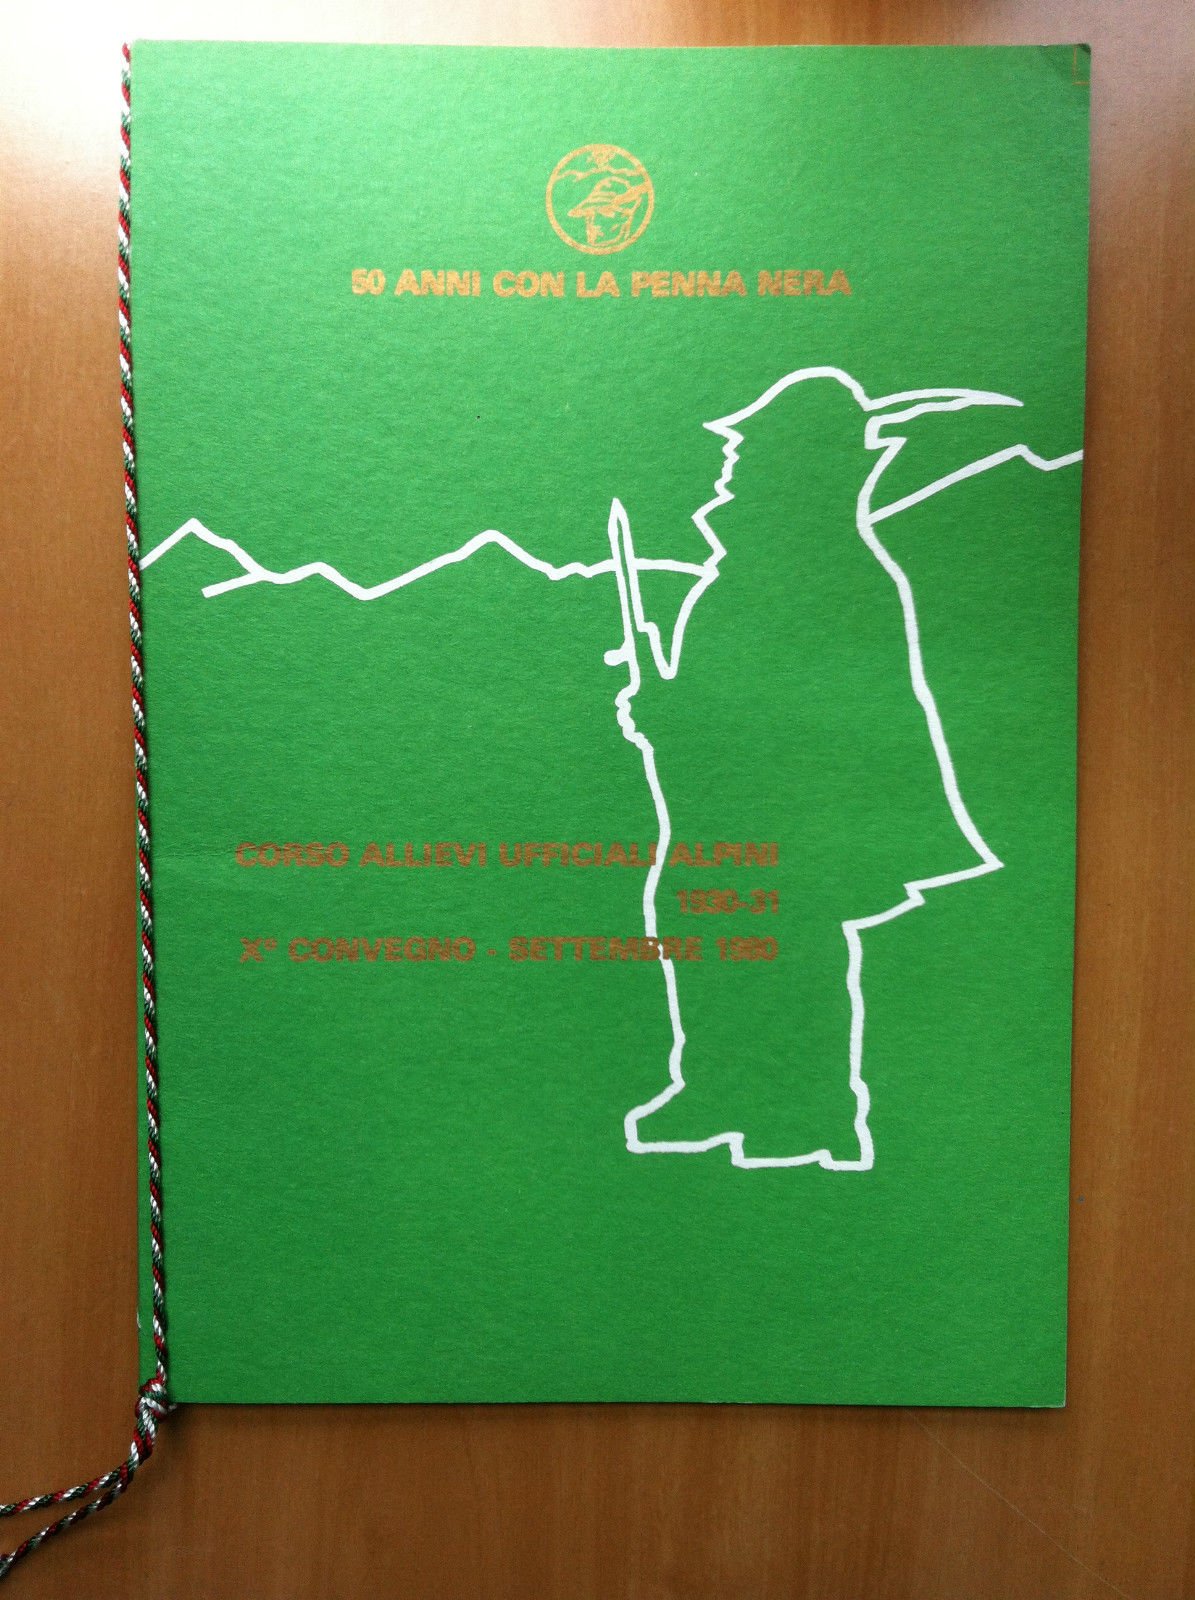 50 ANNI CON LA PENNA NERA
CORSO ALLIEVI UFFICIALI ALPINI
1930-31
X° CONVEGNO - SETTEMBRE 1980